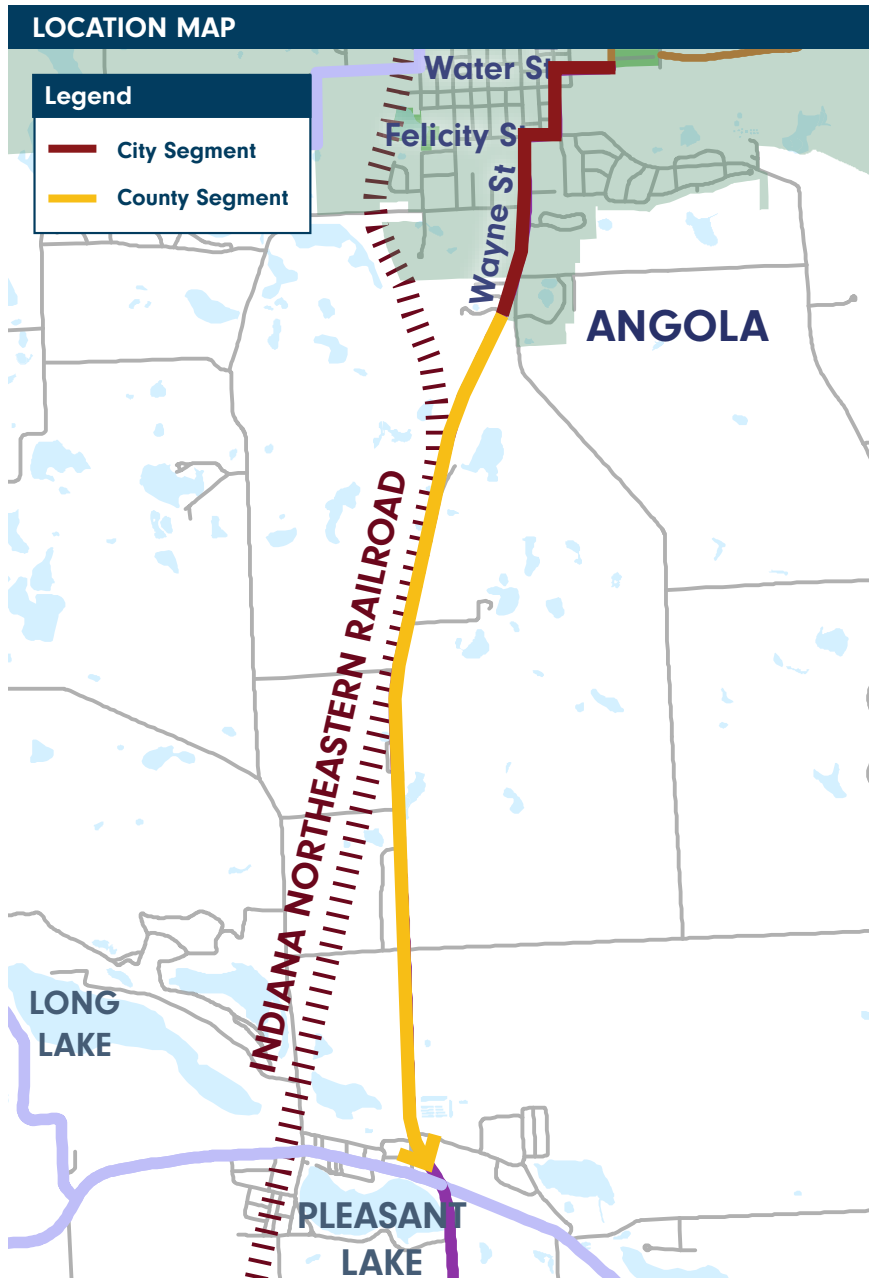 LOCATION MAP
Legend
City Segment
County Segment
Water St
Felicity St
Wayne St
ANGOLA
INDIANA NORTHEASTERN RAILROAD
LONG
LAKE
PLEASANT
LAKE